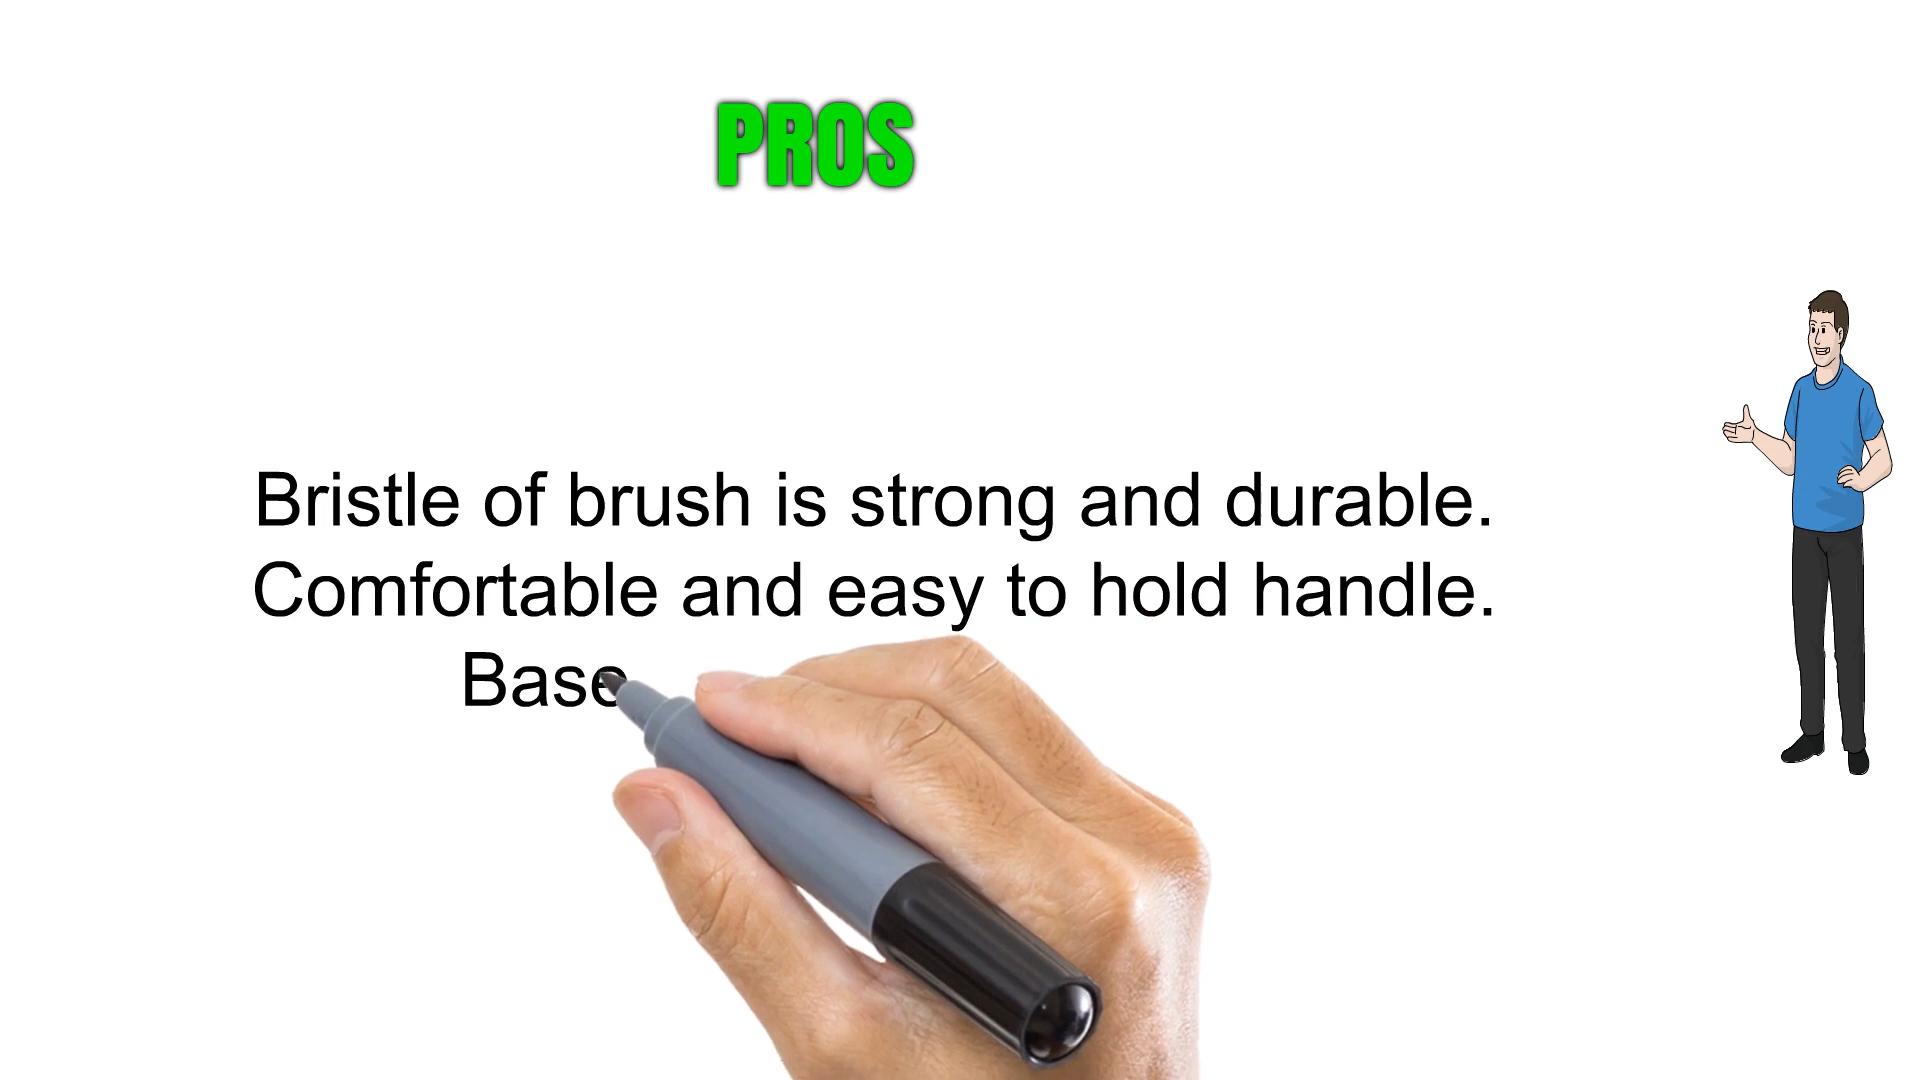 PROS
Bristle of brush is strong and durable.
Comfortable and easy to hold handle.
Base